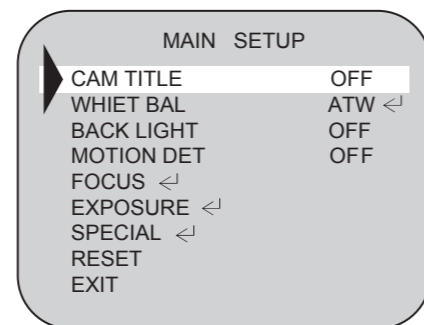 MAIN SETUP
CAM TITLE OFF
WHIET BAL ATW ↵
BACK LIGHT OFF
MOTION DET OFF
FOCUS ↵
EXPOSURE ↵
SPECIAL ↵
RESET
EXIT